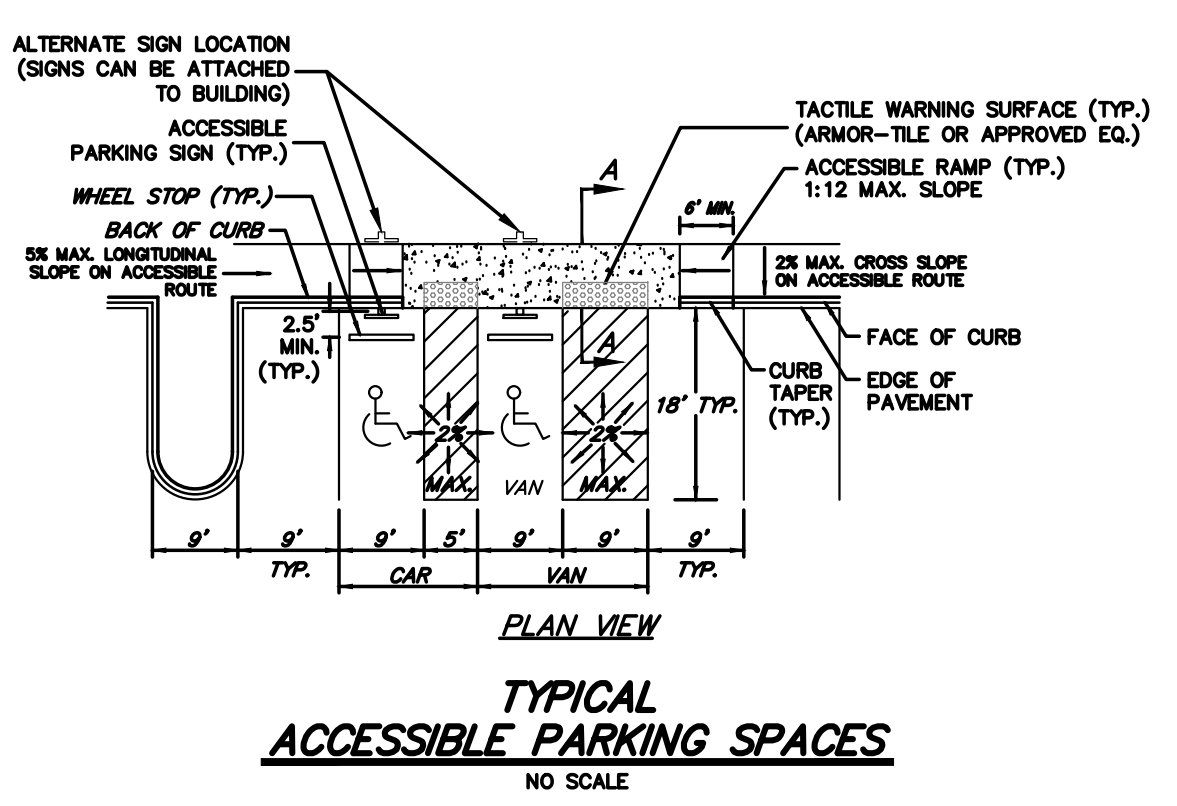 ALTERNATE SIGN LOCATION
(SIGNS CAN BE ATTACHED
TO BUILDING)
ACCESSIBLE
PARKING SIGN (TYP.)
WHEEL STOP (TYP.)
BACK OF CURB
5% MAX. LONGITUDINAL
SLOPE ON ACCESSIBLE
ROUTE
TACTILE WARNING SURFACE (TYP.)
(ARMOR-TILE OR APPROVED EQ.)
A
ACCESSIBLE RAMP (TYP.)
1:12 MAX. SLOPE
6' MIN.
2% MAX. CROSS SLOPE
ON ACCESSIBLE ROUTE
2.5'
MIN.
(TYP.)
A
FACE OF CURB
CURB
TAPER
(TYP.)
EDGE OF
PAVEMENT
18' TYP.
2%
MAX.
VAN
2%
MAX.
9'
9'
TYP.
9'
5'
9'
9'
9'
TYP.
CAR
VAN
PLAN VIEW
TYPICAL
ACCESSIBLE PARKING SPACES
NO SCALE